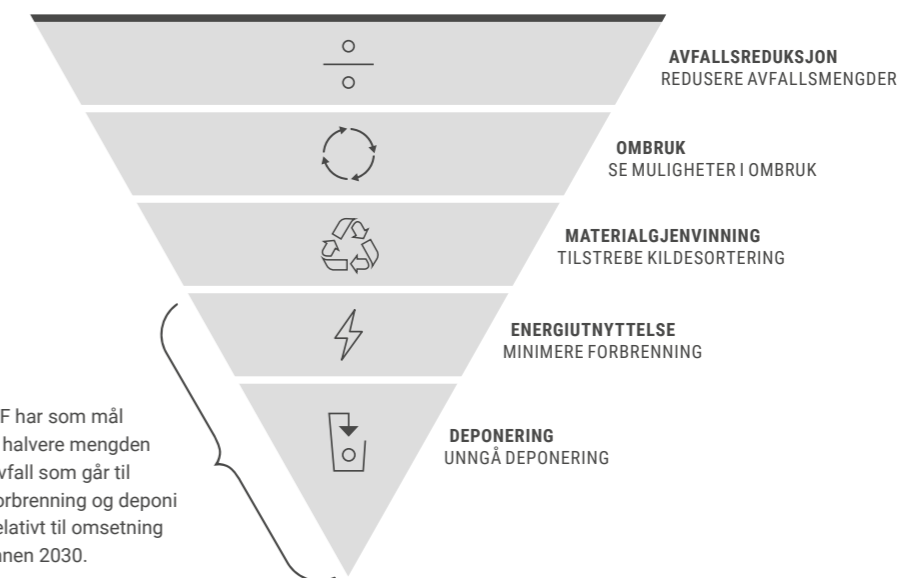 AVFALLSREDUKSJON
REDUSERE AVFALLSMENGDER
OMBRUK
SE MULIGHETER I OMBRUK
MATERIALGJENVINNING
TILSTREBE KILDESORTERING
ENERGIUTNYTTELSE
MINIMERE FORBRENNING
DEPONERING
UNNGÅ DEPONERING
har som mål
halvere mengden
som går til
og deponi
til omsetning
2030.